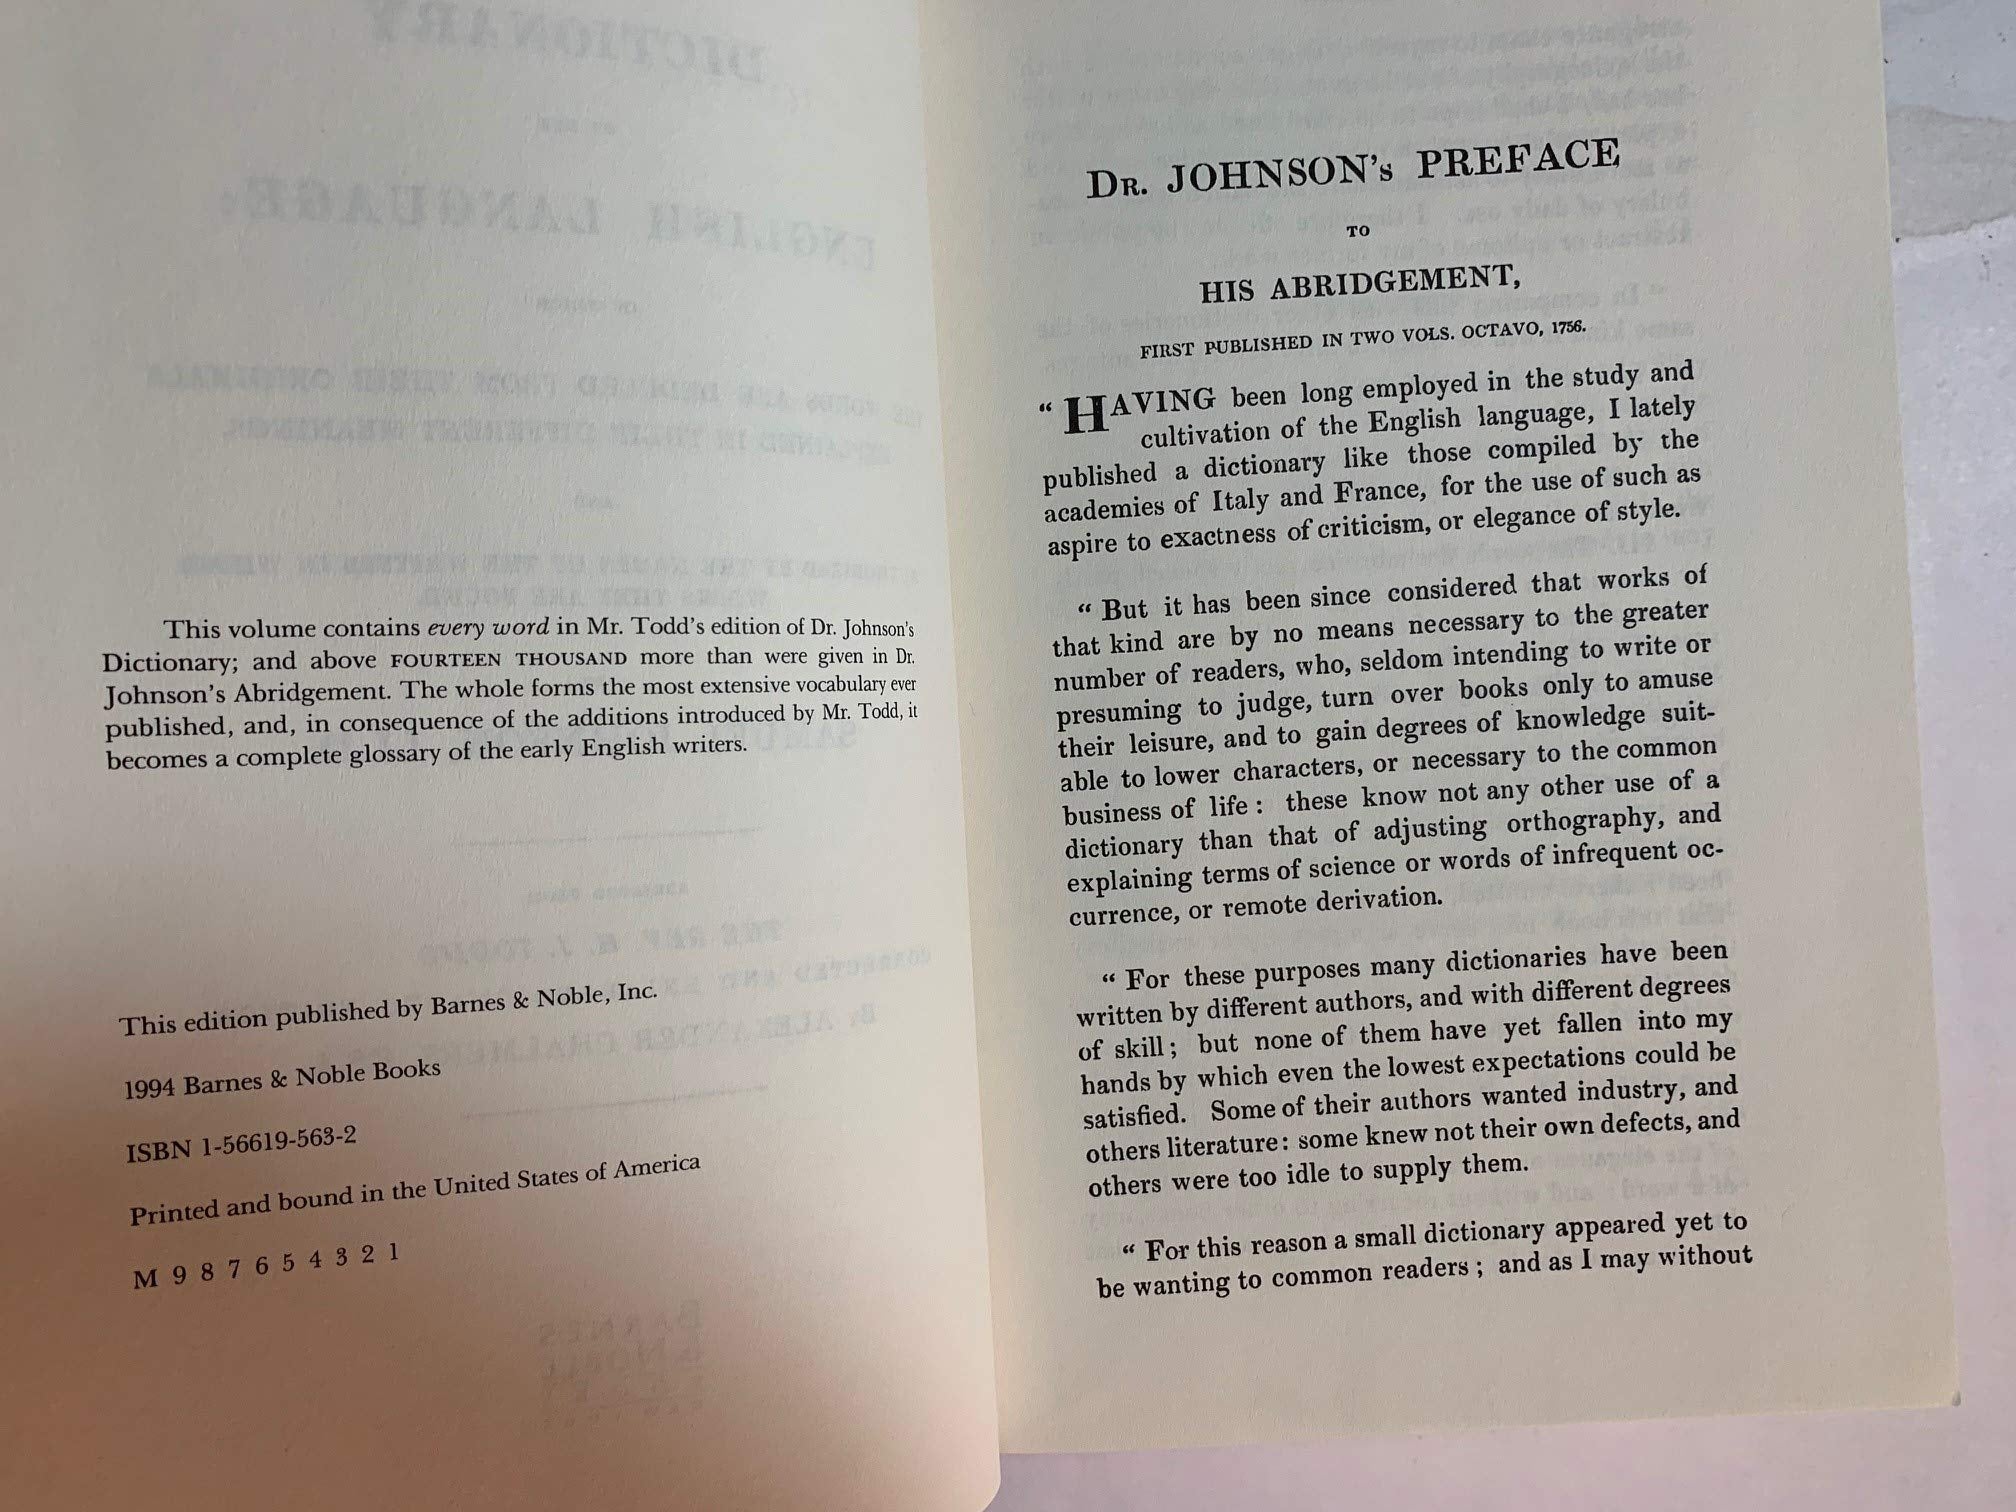 This volume contains every word in Mr. Todd's edition of Dr. Johnson's
Dictionary; and above FOURTEEN THOUSAND more than were given in Dr.
Johnson's Abridgement. The whole forms the most extensive vocabulary ever
published, and, in consequence of the additions introduced by Mr. Todd, it
becomes a complete glossary of the early English writers.
This edition published by Barnes & Noble, Inc.
1994 Barnes & Noble Books
ISBN 1-56619-563-2
Printed and bound in the United States of America
M 9 8 7 6 5 4 3 2 1
DR. JOHNSON's PREFACE
TO
HIS ABRIDGEMENT,
FIRST PUBLISHED IN TWO VOLS. OCTAVO, 1756.
“ HAVING been long employed in the study and
cultivation of the English language, I lately
published a dictionary like those compiled by the
academies of Italy and France, for the use of such as
aspire to exactness of criticism, or elegance of style.
“ But it has been since considered that works of
that kind are by no means necessary to the greater
number of readers, who, seldom intending to write or
presuming to judge, turn over books only to amuse
their leisure, and to gain degrees of knowledge suit-
able to lower characters, or necessary to the common
business of life : these know not any other use of a
dictionary than that of adjusting orthography, and
explaining terms of science or words of infrequent oc-
currence, or remote derivation.
“ For these purposes many dictionaries have been
written by different authors, and with different degrees
of skill ; but none of them have yet fallen into my
hands by which even the lowest expectations could be
satisfied. Some of their authors wanted industry, and
others literature : some knew not their own defects, and
others were too idle to supply them.
“ For this reason a small dictionary appeared yet to
be wanting to common readers ; and as I may without